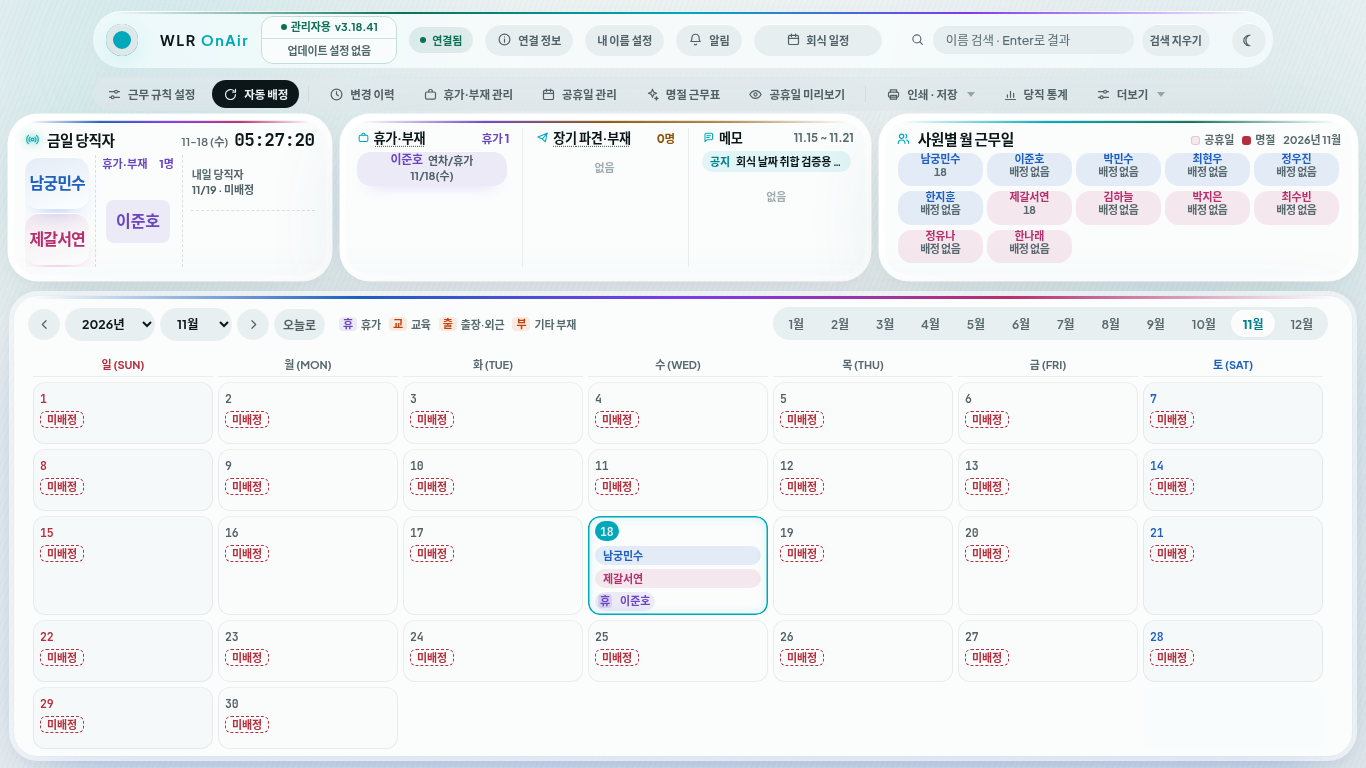 WLR OnAir
관리자용 v3.18.41
업데이트 설정 없음
연결됨
연결 정보
내 이름 설정
알림
회식 일정
이름 검색 · Enter로 결과
검색 지우기
근무 규칙 설정
자동 배정
변경 이력
휴가·부재 관리
공휴일 관리
명절 근무표
공휴일 미리보기
인쇄 · 저장
당직 통계
더보기
금일 당직자
11-18 (수) 05:27:20
남궁민수
제갈서연
휴가·부재 1명
이준호
내일 당직자
11/19 · 미배정
휴가·부재 휴가 1
이준호 연차/휴가
11/18(수)
장기 파견·부재 0명
없음
메모 11.15 ~ 11.21
공지 회식 날짜 취합 검증용 ...
없음
사원별 월 근무일
공휴일 명절 2026년 11월
남궁민수 이준호 박민수 최현우 정우진
18 배정 없음 배정 없음 배정 없음 배정 없음
한지훈 제갈서연 김하늘 박지은 최수빈
배정 없음 18 배정 없음 배정 없음 배정 없음
정유나 한나래
배정 없음 배정 없음
2026년 11월 오늘로
휴 휴가 교 교육 출 출장·외근 부 기타 부재
1월 2월 3월 4월 5월 6월 7월 8월 9월 10월 11월 12월
일 (SUN) 월 (MON) 화 (TUE) 수 (WED) 목 (THU) 금 (FRI) 토 (SAT)
1 2 3 4 5 6 7
미배정 미배정 미배정 미배정 미배정 미배정 미배정
8 9 10 11 12 13 14
미배정 미배정 미배정 미배정 미배정 미배정 미배정
15 16 17 18 19 20 21
미배정 미배정 미배정 남궁민수 미배정 미배정 미배정
제갈서연
휴 이준호
22 23 24 25 26 27 28
미배정 미배정 미배정 미배정 미배정 미배정 미배정
29 30
미배정 미배정